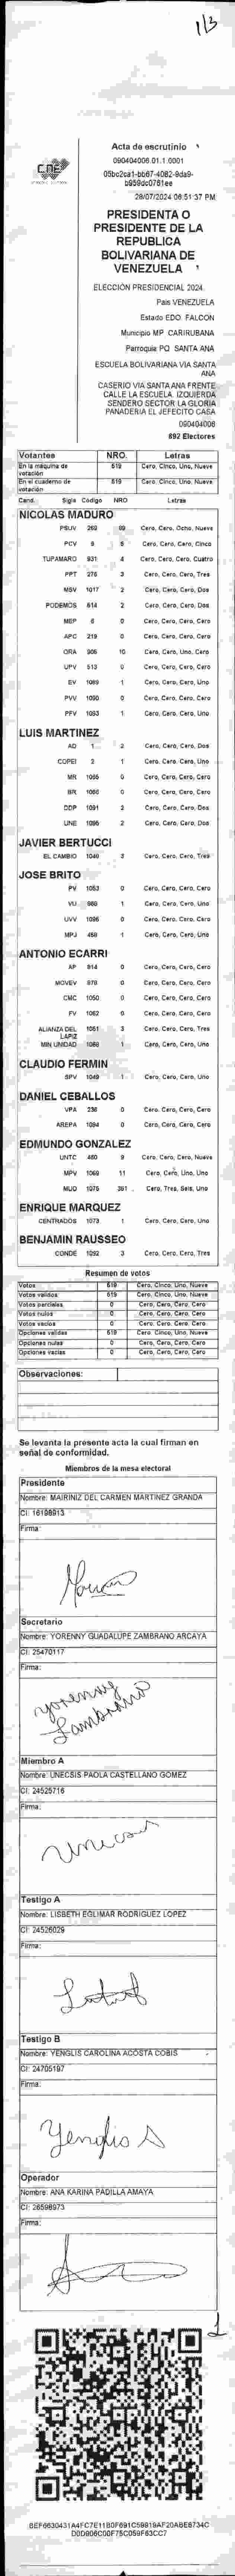 1/3
Acta de escrutinio
090404006.01.1.0001
05bc2ca1-bb67-4082-9da9-
b959dc0761ee
28/07/2024 06:51:37 PM
CNE
PRESIDENTA O
PRESIDENTE DE LA
REPUBLICA
BOLIVARIANA DE
VENEZUELA
ELECCIÓN PRESIDENCIAL 2024.
Pais VENEZUELA
Estado EDO. FALCON
Municipio MP. CARIRUBANA
Parroquia PQ. SANTA ANA
ESCUELA BOLIVARIANA VIA SANTA
ANA
CASERIO VIA SANTA ANA FRENTE
CALLE LA ESCUELA. IZQUIERDA
SENDERO SECTOR LA GLORIA
PANADERIA EL JEFECITO CASA
090404006
892 Electores
Votantes NRO. Letras
En la máquina de votación 519 Cero, Cinco, Uno, Nueve
En el cuaderno de votación 519 Cero, Cinco, Uno, Nueve
Cand. Sigla Código NRO Letras
NICOLAS MADURO
PSUV 269 89 Cero, Cero, Ocho, Nueve
PCV 5 Cero, Cero, Cero, Cinco
TUPAMARO 931 4 Cero, Cero, Cero, Cuatro
PPT 275 3 Cero, Cero, Cero, Tres
MSV 1017 2 Cero, Cero, Cero, Dos
PODEMOS 614 2 Cero, Cero, Cero, Dos
MEP 6 0 Cero, Cero, Cero, Cero
APC 219 0 Cero, Cero, Cero, Cero
ORA 906 10 Cero, Cero, Uno, Cero
UPV 513 0 Cero, Cero, Cero, Cero
EV 1089 1 Cero, Cero, Cero, Uno
PVV 1090 0 Cero, Cero, Cero, Cero
PFV 1093 1 Cero, Cero, Cero, Uno
LUIS MARTINEZ
AD 1 2 Cero, Cero, Cero, Dos
COPEI 2 1 Cero, Cero, Cero, Uno
MR 0 Cero, Cero, Cero, Cero
BR 1066 0 Cero, Cero, Cero, Cero
DDP 1091 2 Cero, Cero, Cero, Dos
UNE 1095 2 Cero, Cero, Cero, Dos
JAVIER BERTUCCI
EL CAMBIO 1049 3 Cero, Cero, Cero, Tres
JOSE BRITO
PV 1053 0 Cero, Cero, Cero, Cero
VU 1 Cero, Cero, Cero, Uno
UVV 1096 0 Cero, Cero, Cero, Cero
MPJ 1 Cero, Cero, Cero, Uno
ANTONIO ECARRI
AP 814 0 Cero, Cero, Cero, Cero
MOVEV 978 0 Cero, Cero, Cero, Cero
CMC 1050 0 Cero, Cero, Cero, Cero
FV 1062 0 Cero, Cero, Cero, Cero
ALIANZA DEL LAPIZ 1051 3 Cero, Cero, Cero, Tres
MIN UNIDAD 1088 1 Cero, Cero, Cero, Uno
CLAUDIO FERMIN
SPV 1 Cero, Cero, Cero, Uno
DANIEL CEBALLOS
VPA 236 0 Cero, Cero, Cero, Cero
AREPA 1094 0 Cero, Cero, Cero, Cero
EDMUNDO GONZALEZ
UNTC 9 Cero, Cero, Cero, Nueve
MPV 1069 11 Cero, Cero, Uno, Uno
MUD 361 Cero, Tres, Seis, Uno
ENRIQUE MARQUEZ
CENTRADOS 1073 1 Cero, Cero, Cero, Uno
BENJAMIN RAUSSEO
CONDE 1092 3 Cero, Cero, Cero, Tres
Resumen de votos
Votos 519 Cero, Cinco, Uno, Nueve
Votos validos 519 Cero, Cinco, Uno, Nueve
Votos parciales 0 Cero, Cero, Cero, Cero
Votos nulos 0 Cero, Cero, Cero, Cero
Votos vacios 0 Cero, Cero, Cero, Cero
Opciones validas 519 Cero, Cinco, Uno, Nueve
Opciones nulas 0 Cero, Cero, Cero, Cero
Opciones vacias 0 Cero, Cero, Cero, Cero
Observaciones:
Se levanta la presente acta la cual firman en
señal de conformidad.
Miembros de la mesa electoral
Presidente
Nombre: MAIRINIZ DEL CARMEN MARTINEZ GRANDA
CI: 16198913
Firma:
Secretario
Nombre: YORENNY GUADALUPE ZAMBRANO ARCAYA
CI: 25470117
Firma:
yorenny
Zambrano
Miembro A
Nombre: UNECSIS PAOLA CASTELLANO GOMEZ
CI: 24525716
Firma:
Testigo A
Nombre: LISBETH EGLIMAR RODRIGUEZ LOPEZ
CI: 24526029
Firma:
Testigo B
Nombre: YENGLIS CAROLINA ACOSTA COBIS
CI: 24705197
Firma:
Yenglis A
Operador
Nombre: ANA KARINA PADILLA AMAYA
CI: 26598973
Firma:
1